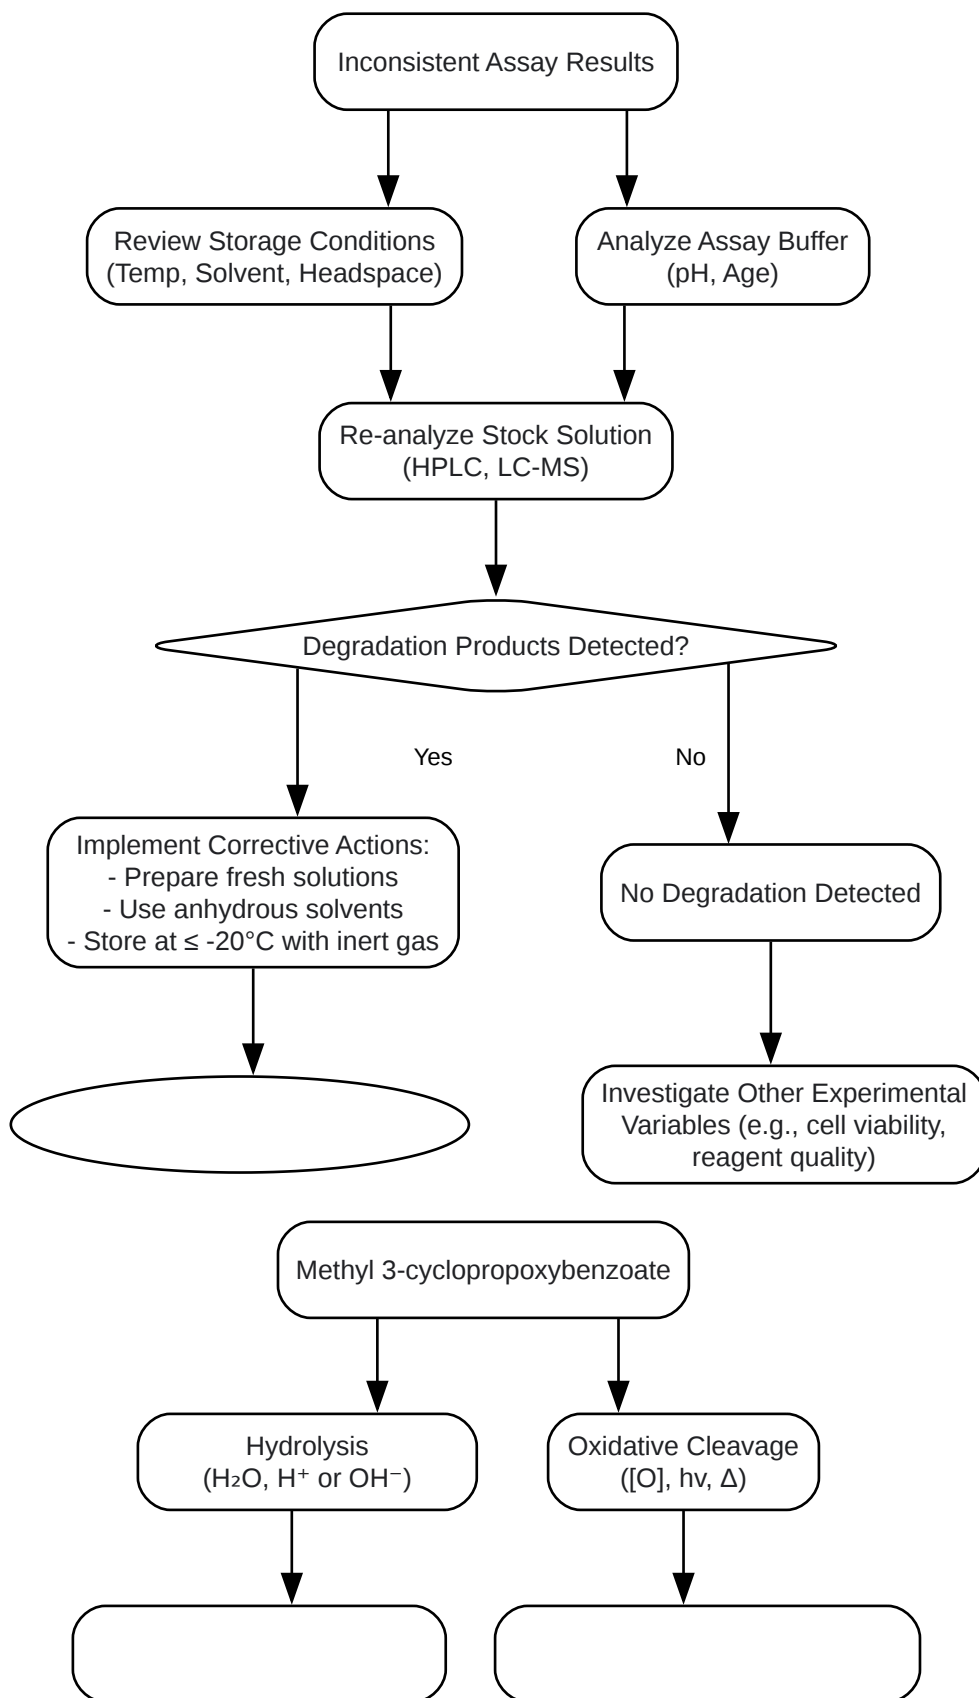 Inconsistent Assay Results
Review Storage Conditions
(Temp, Solvent, Headspace)
Analyze Assay Buffer
(pH, Age)
Re-analyze Stock Solution
(HPLC, LC-MS)
Degradation Products Detected?
Yes
No
Implement Corrective Actions:
- Prepare fresh solutions
- Use anhydrous solvents
- Store at ≤ -20°C with inert gas
No Degradation Detected
Investigate Other Experimental
Variables (e.g., cell viability,
reagent quality)
Methyl 3-cyclopropoxybenzoate
Hydrolysis
(H₂O, H⁺ or OH⁻)
Oxidative Cleavage
([O], hv, Δ)